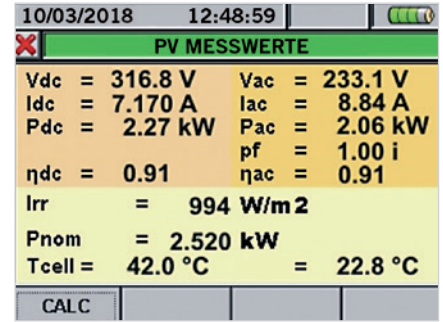 10/03/2018 12:48:59
PV MESSWERTE
Vdc = 316.8 V Vac = 233.1 V
Idc = 7.170 A Iac = 8.84 A
Pdc = 2.27 kW Pac = 2.06 kW
pf = 1.00 i
ηdc = 0.91 ηac = 0.91
Irr = 994 W/m2
Pnom = 2.520 kW
Tcell = 42.0 °C = 22.8 °C
CALC